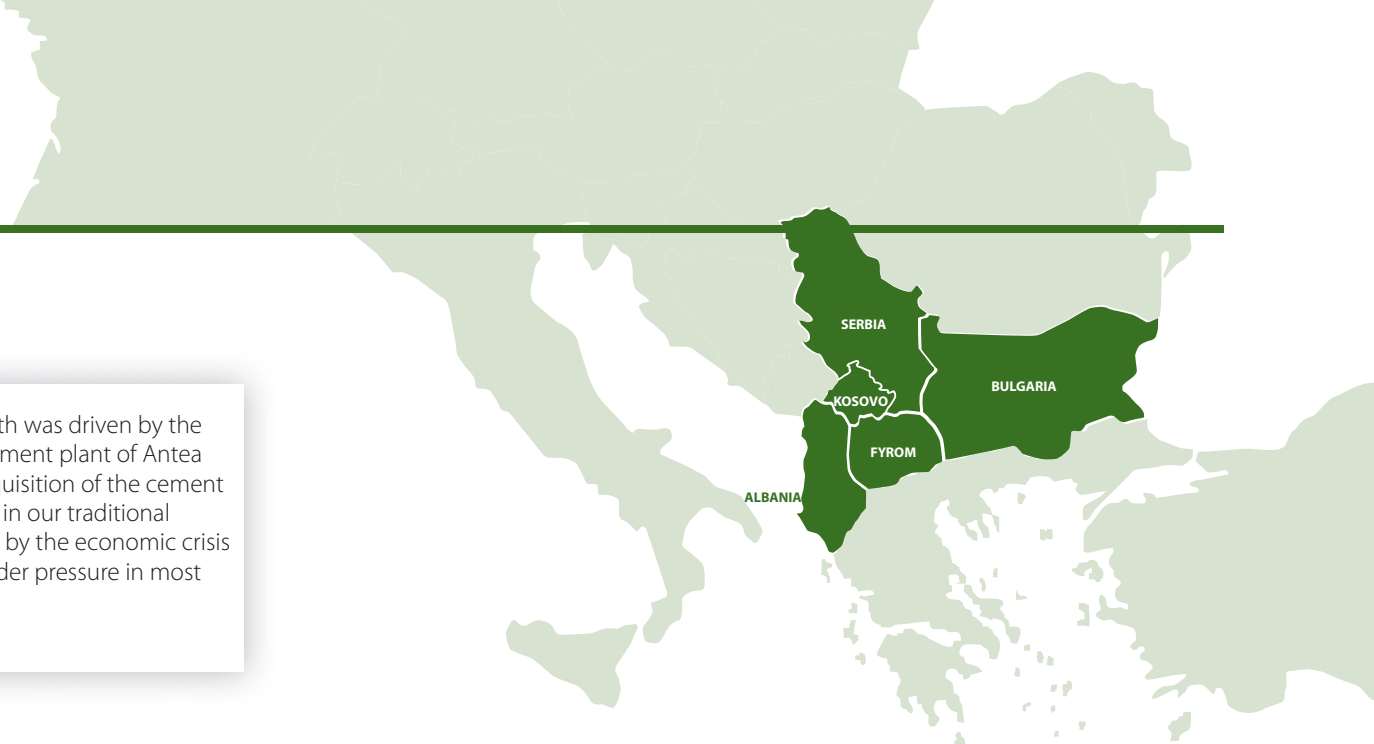 SERBIA
BULGARIA
KOSOVO
FYROM
ALBANIA
th was driven by the
ment plant of Antea
uisition of the cement
in our traditional
by the economic crisis
der pressure in most